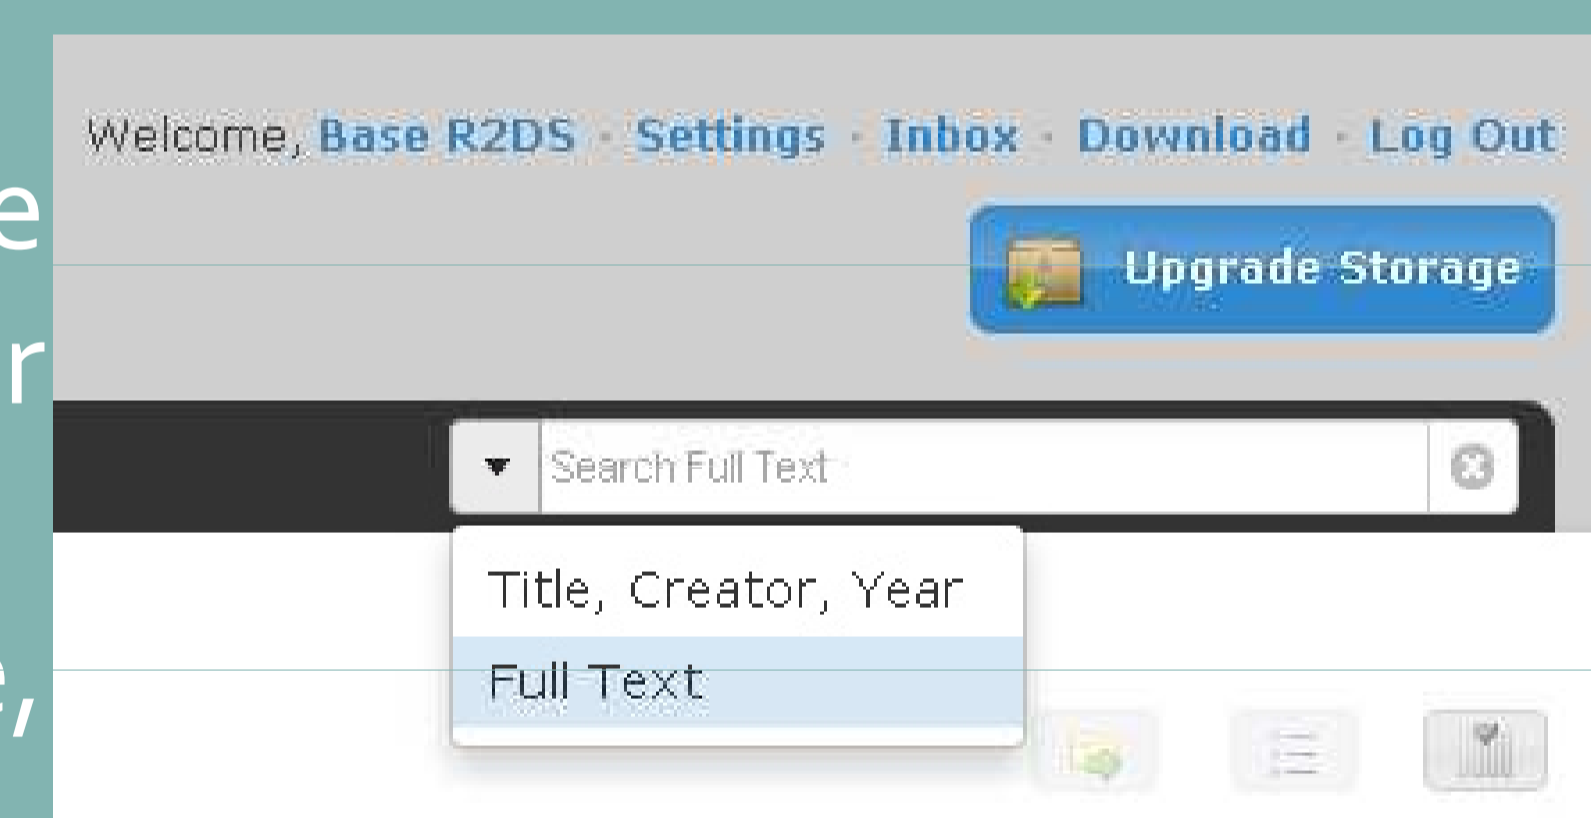 Welcome, Base R2DS · Settings · Inbox · Download · Log Out
e
Upgrade Storage
r
Search Full Text
Title, Creator, Year
Full Text
e,